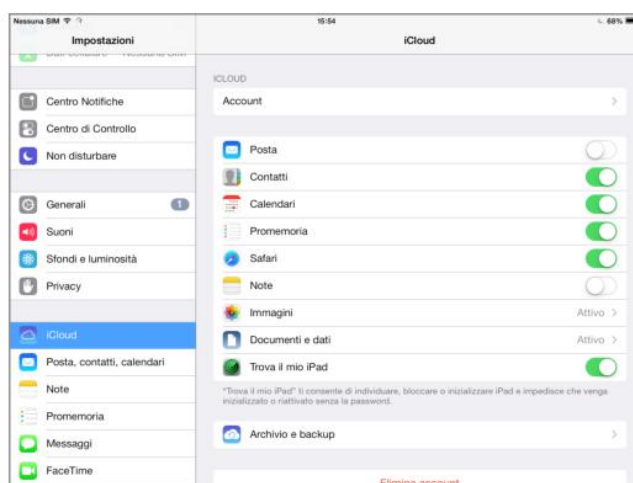 Nessuna SIM
15:54
68%
Impostazioni
iCloud
Centro Notifiche
Centro di Controllo
Non disturbare
Generali 1
Suoni
Sfondi e luminosità
Privacy
iCloud
Posta, contatti, calendari
Note
Promemoria
Messaggi
FaceTime
ICLOUD
Account
Posta
Contatti
Calendari
Promemoria
Safari
Note
Immagini Attivo
Documenti e dati Attivo
Trova il mio iPad
"Trova il mio iPad" ti consente di individuare, bloccare o inizializzare iPad e impedisce che venga
inizializzato o riattivato senza la password.
Archivio e backup
Elimina account